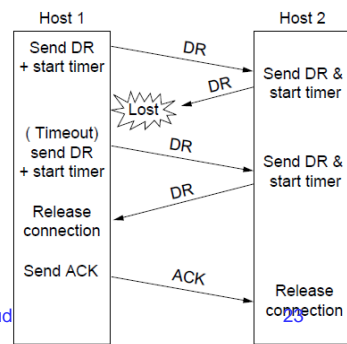 Host 1
Host 2
Send DR
+ start timer
DR
Send DR &
start timer
DR
Lost
( Timeout)
send DR
+ start timer
DR
Send DR &
start timer
DR
Release
connection
Send ACK
ACK
Release
connection
ud
23